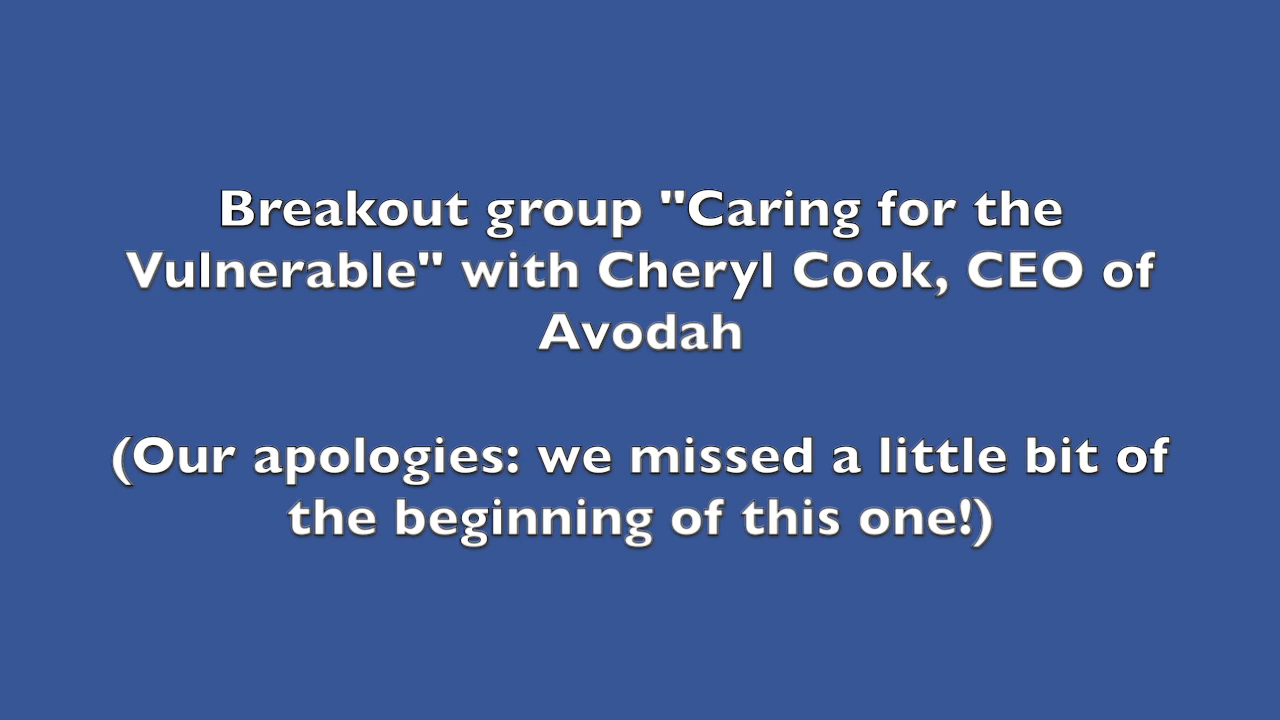 Breakout group "Caring for the
Vulnerable" with Cheryl Cook, CEO of
Avodah
(Our apologies: we missed a little bit of
the beginning of this one!)